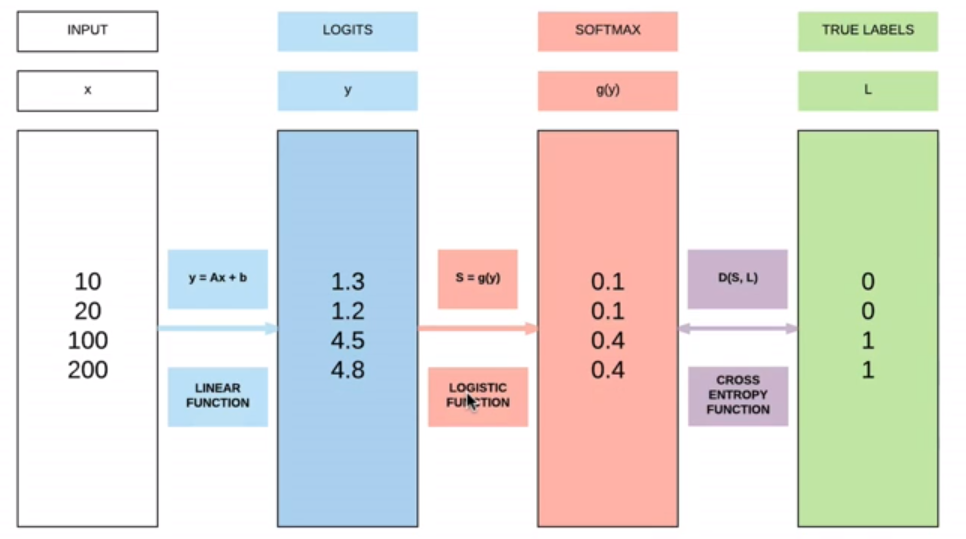 INPUT
LOGITS
SOFTMAX
TRUE LABELS
x
y
g(y)
L
10
20
100
200
y = Ax + b
LINEAR
FUNCTION
1.3
1.2
4.5
4.8
S = g(y)
LOGISTIC
FUNCTION
0.1
0.1
0.4
0.4
D(S, L)
CROSS
ENTROPY
FUNCTION
0
0
1
1